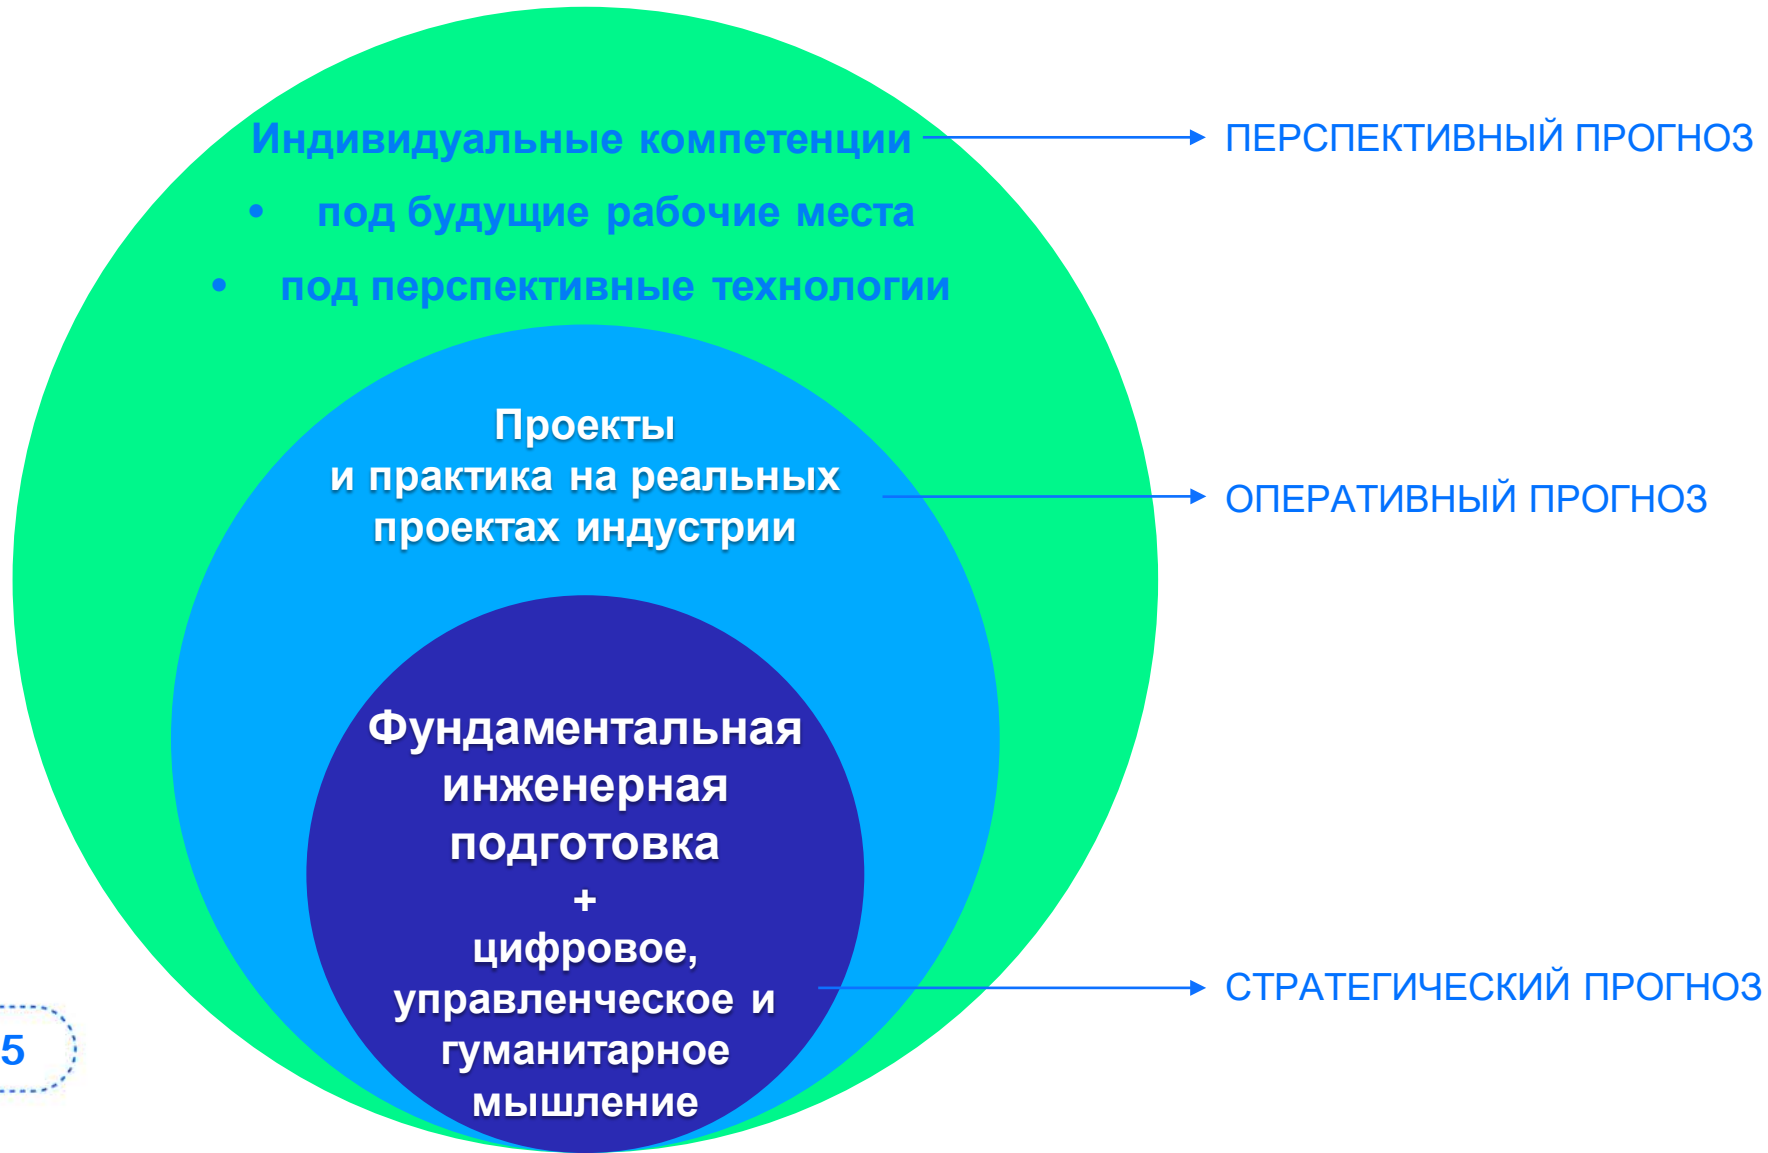 Индивидуальные компетенции
ПЕРСПЕКТИВНЫЙ ПРОГНОЗ
• под будущие рабочие места
• под перспективные технологии
Проекты
и практика на реальных
проектах индустрии
ОПЕРАТИВНЫЙ ПРОГНОЗ
Фундаментальная
инженерная
подготовка
+
цифровое,
управленческое и
гуманитарное
мышление
СТРАТЕГИЧЕСКИЙ ПРОГНОЗ
5